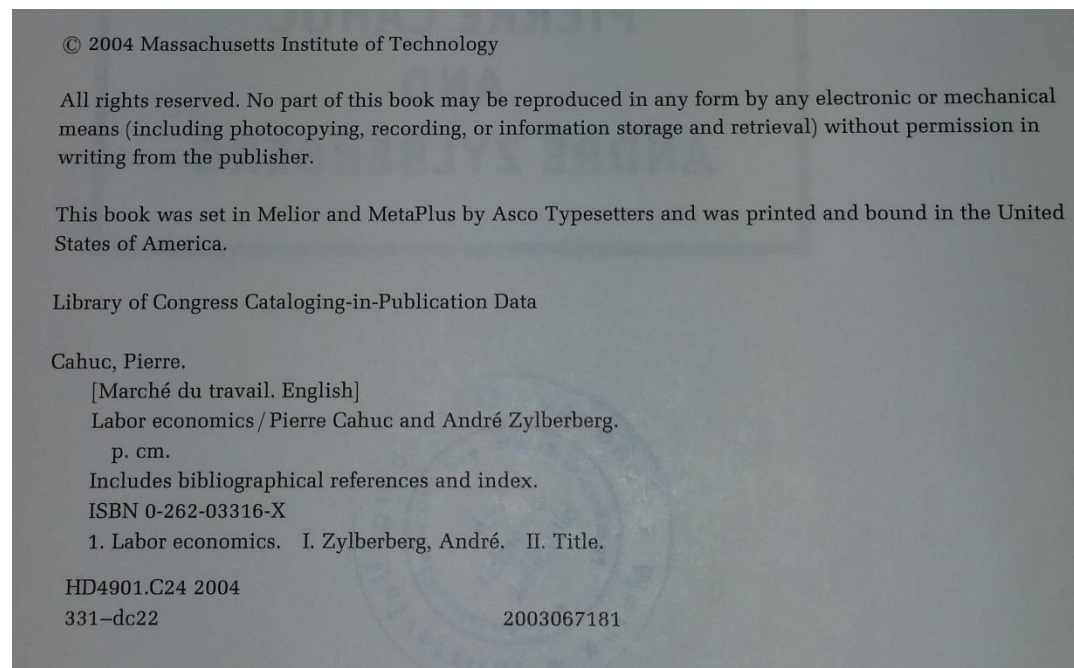 © 2004 Massachusetts Institute of Technology
All rights reserved. No part of this book may be reproduced in any form by any electronic or mechanical
means (including photocopying, recording, or information storage and retrieval) without permission in
writing from the publisher.
This book was set in Melior and MetaPlus by Asco Typesetters and was printed and bound in the United
States of America.
Library of Congress Cataloging-in-Publication Data
Cahuc, Pierre.
[Marché du travail. English]
Labor economics / Pierre Cahuc and André Zylberberg.
p. cm.
Includes bibliographical references and index.
ISBN 0-262-03316-X
1. Labor economics. I. Zylberberg, André. II. Title.
HD4901.C24 2004
331–dc22 2003067181